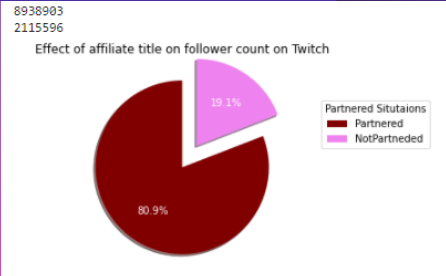 8938903
2115596
Effect of affiliate title on follower count on Twitch
19.1%
Partnered Situtaions
Partnered
NotPartneded
80.9%